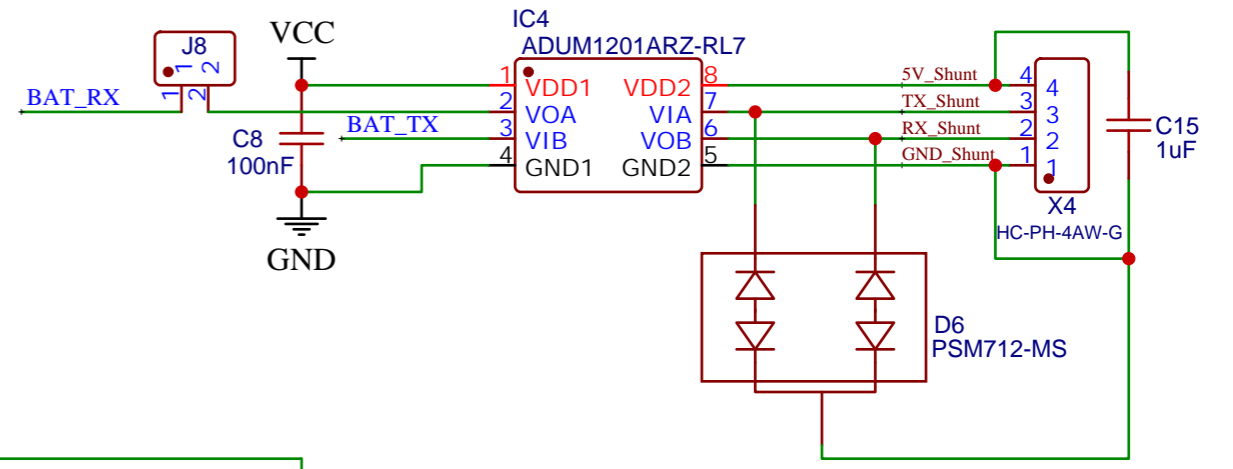 IC4
VCC
ADUM1201ARZ-RL7
J8
1
2
1
2
BAT_RX
1
VDD1
VDD2
8
5V_Shunt
4
4
2
VOA
VIA
7
TX_Shunt
3
3
BAT_TX
3
VIB
VOB
6
RX_Shunt
2
2
4
GND1
GND2
5
GND_Shunt
1
1
C8
100nF
C15
1uF
X4
HC-PH-4AW-G
GND
D6
PSM712-MS